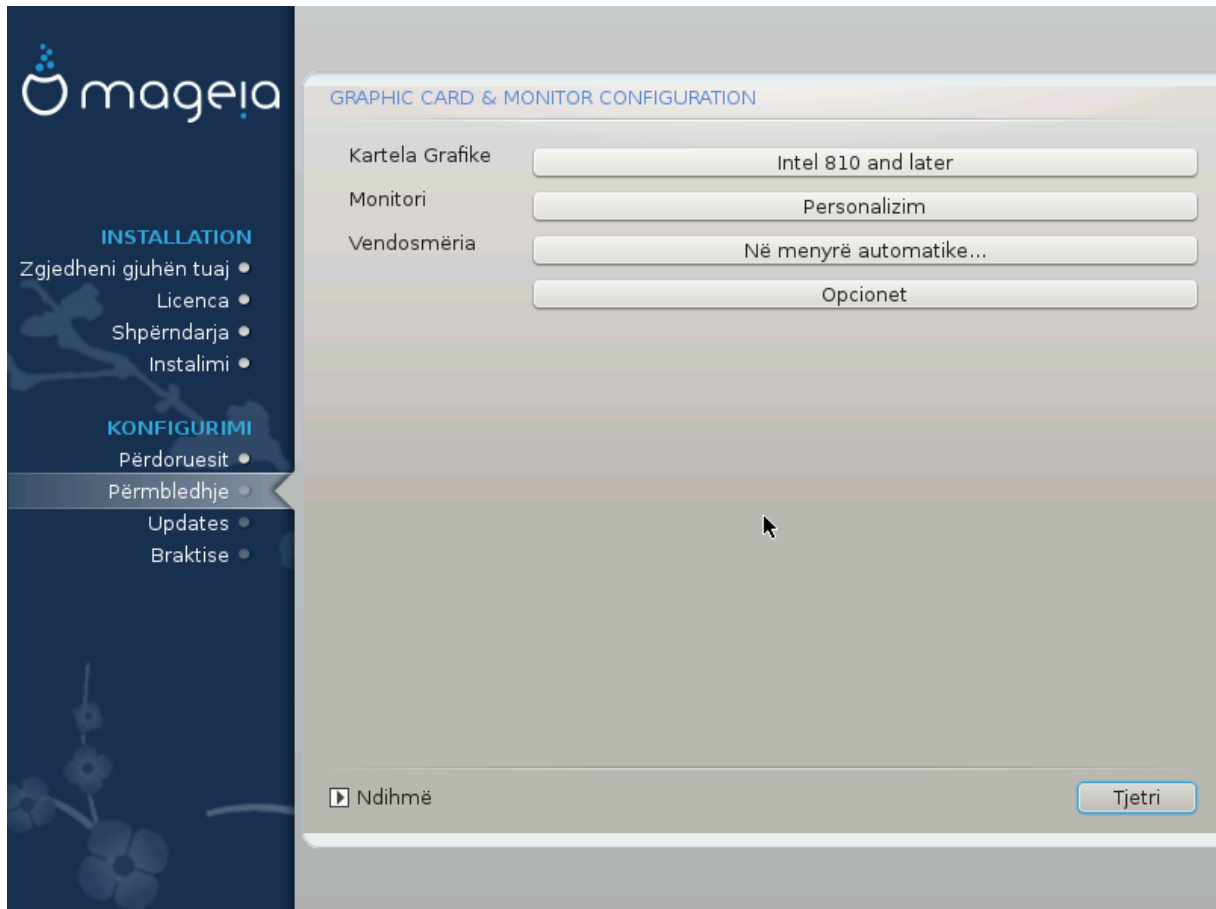 mageia
INSTALLATION
Zgjedheni gjuhën tuaj
Licenca
Shpërndarja
Instalimi
KONFIGURIMI
Përdoruesit
Përmbledhje
Updates
Braktise
GRAPHIC CARD & MONITOR CONFIGURATION
Kartela Grafike
Intel 810 and later
Monitori
Personalizim
Vendosmëria
Në menyrë automatike...
Opcionet
Ndihmë
Tjetri